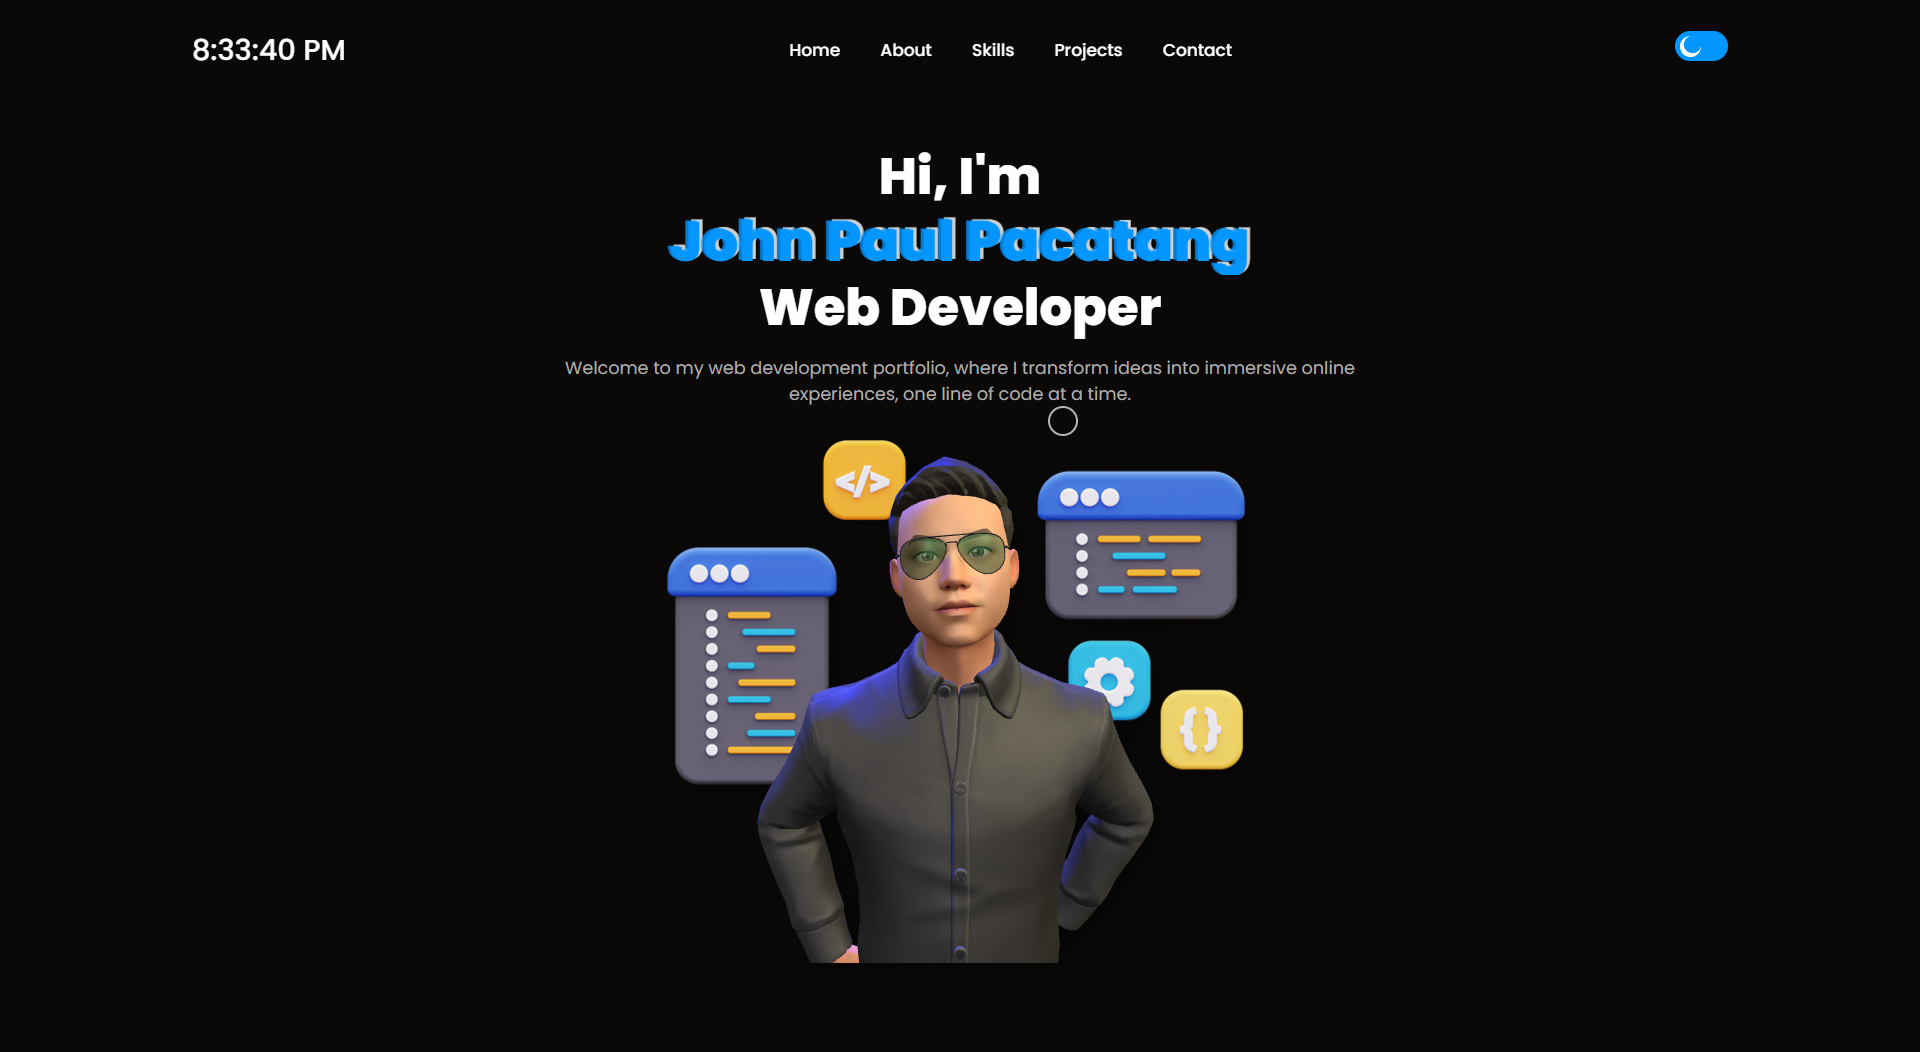 8:33:40 PM
Home About Skills Projects Contact
Hi, I'm
John Paul Pacatang
Web Developer
Welcome to my web development portfolio, where I transform ideas into immersive online
experiences, one line of code at a time.
</>
{}